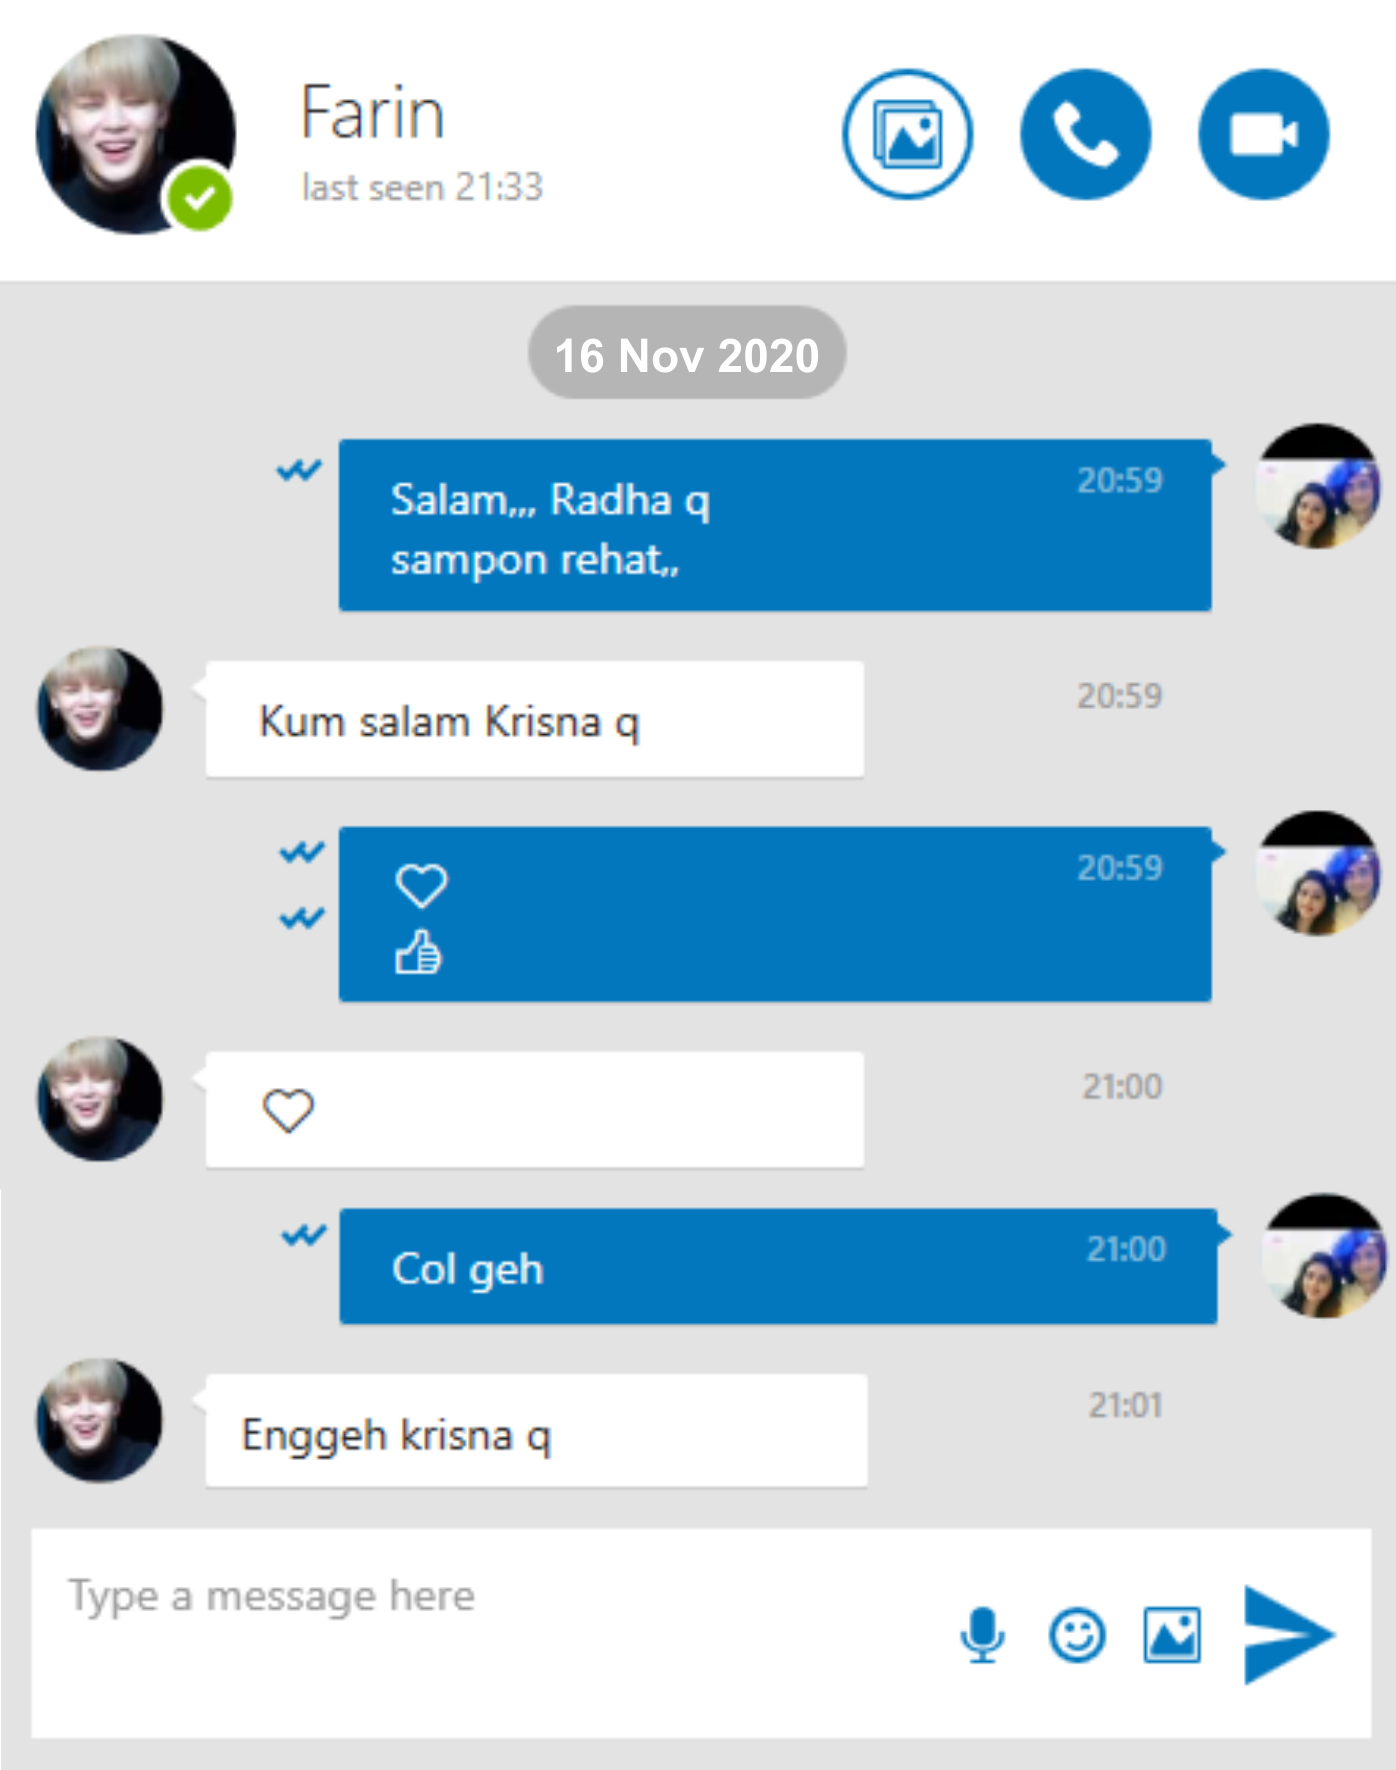 Farin
last seen 21:33
16 Nov 2020
20:59
Salam,,, Radha q
sampon rehat,,
Kum salam Krisna q
20:59
20:59
21:00
Col geh
21:00
Enggeh krisna q
21:01
Type a message here